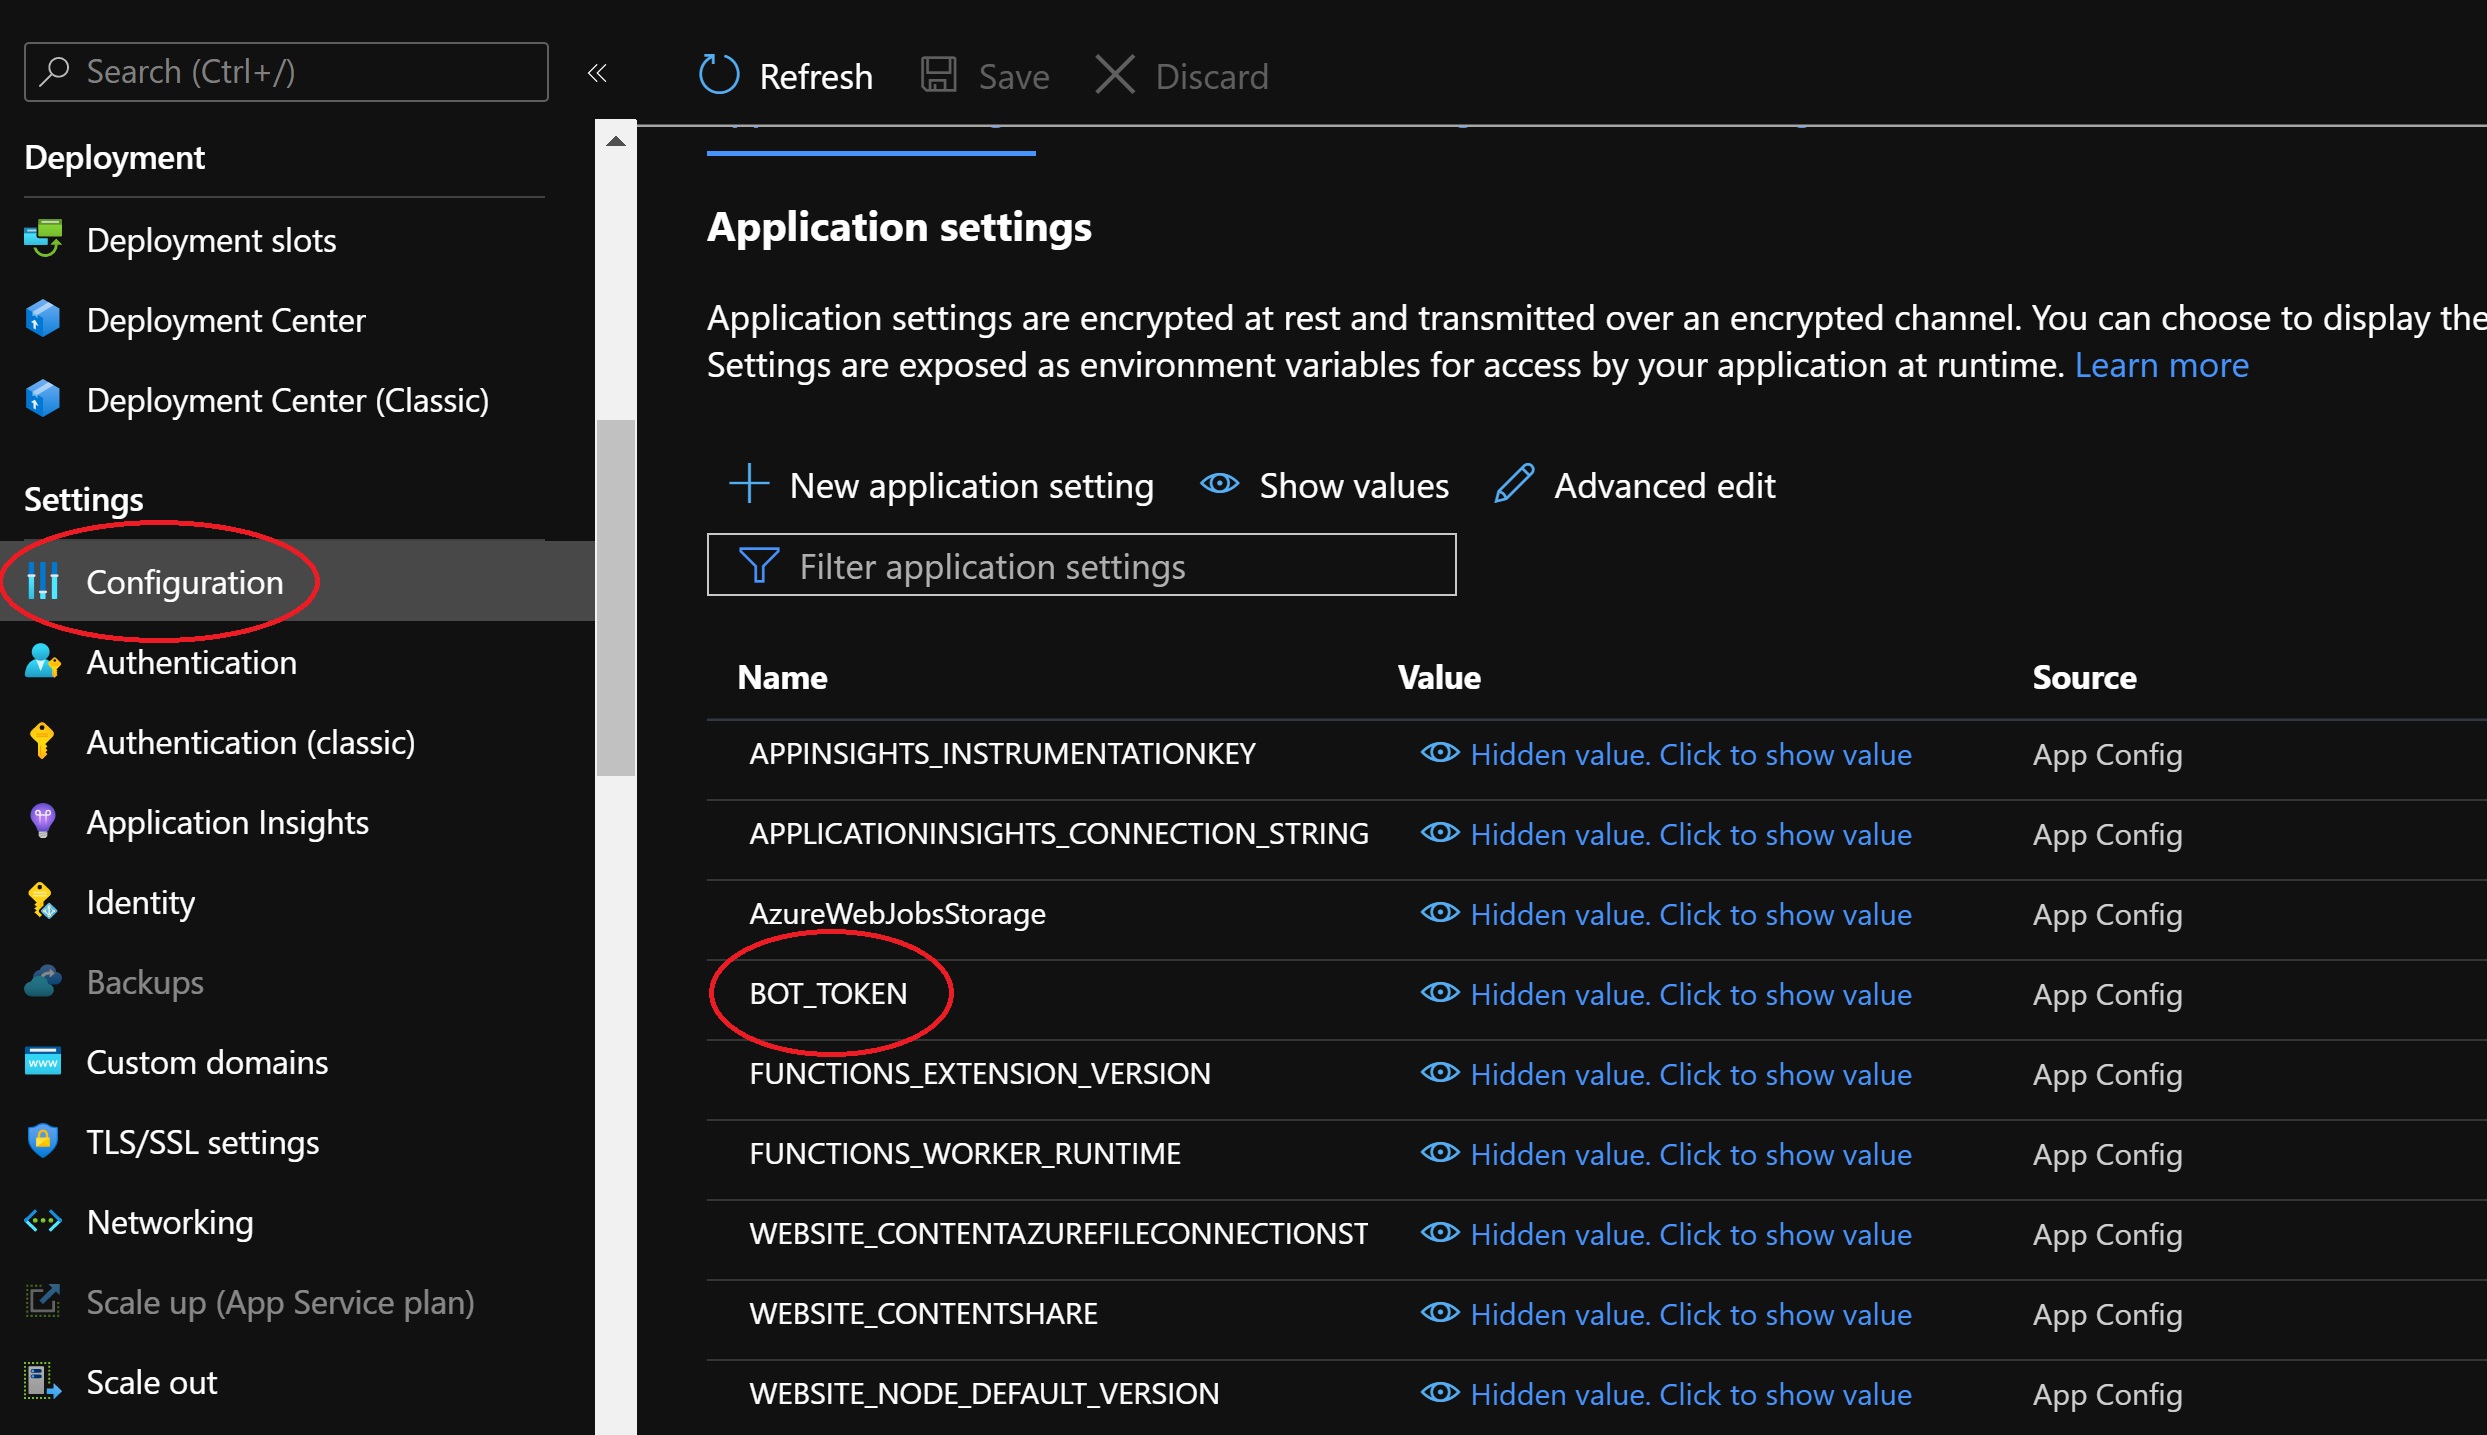 Search (Ctrl+/)
«
Deployment
Deployment slots
Deployment Center
Deployment Center (Classic)
Settings
Configuration
Authentication
Authentication (classic)
Application Insights
Identity
Backups
Custom domains
TLS/SSL settings
Networking
Scale up (App Service plan)
Scale out
Refresh Save Discard
Application settings
Application settings are encrypted at rest and transmitted over an encrypted channel. You can choose to display the
Settings are exposed as environment variables for access by your application at runtime. Learn more
New application setting Show values Advanced edit
Filter application settings
Name Value Source
APPINSIGHTS_INSTRUMENTATIONKEY Hidden value. Click to show value App Config
APPLICATIONINSIGHTS_CONNECTION_STRING Hidden value. Click to show value App Config
AzureWebJobsStorage Hidden value. Click to show value App Config
BOT_TOKEN Hidden value. Click to show value App Config
FUNCTIONS_EXTENSION_VERSION Hidden value. Click to show value App Config
FUNCTIONS_WORKER_RUNTIME Hidden value. Click to show value App Config
WEBSITE_CONTENTAZUREFILECONNECTIONST Hidden value. Click to show value App Config
WEBSITE_CONTENTSHARE Hidden value. Click to show value App Config
WEBSITE_NODE_DEFAULT_VERSION Hidden value. Click to show value App Config